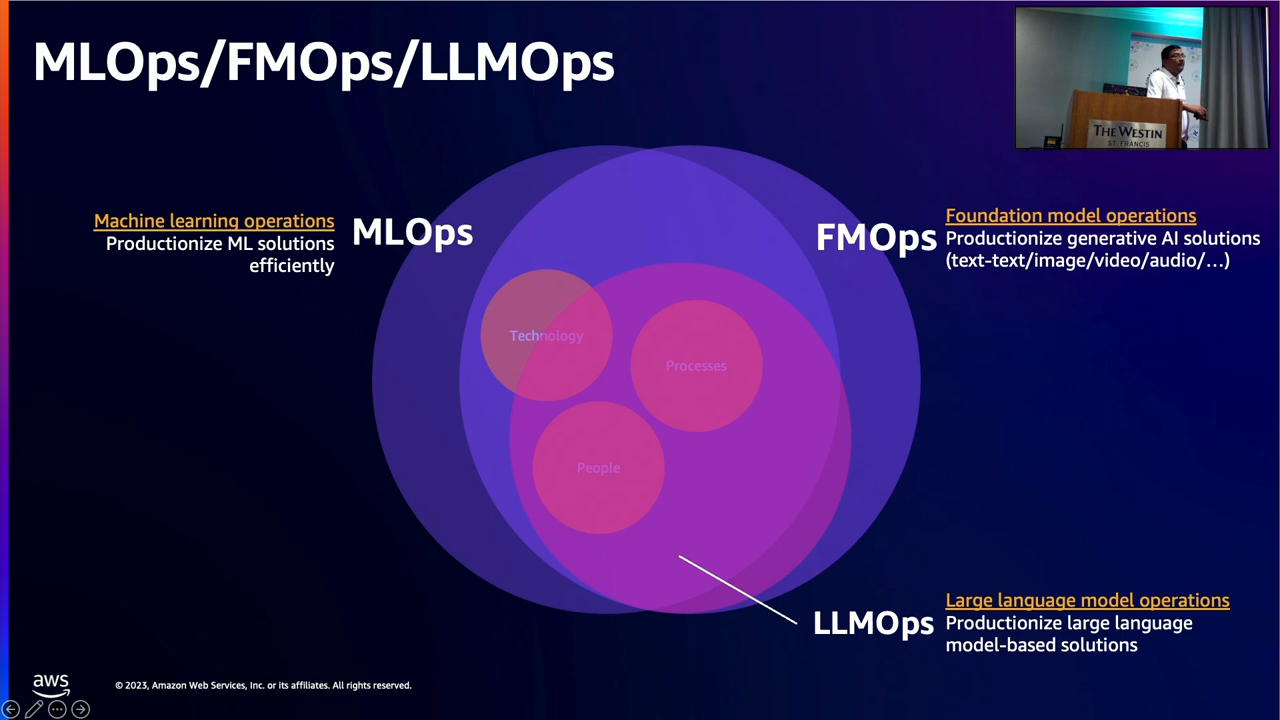 MLOps/FMOps/LLMOps
THE WESTIN
ST. FRANCIS
Machine learning operations
Productionize ML solutions
efficiently
MLOps
FMOps
Foundation model operations
Productionize generative AI solutions
(text-text/image/video/audio/...)
Technology
Processes
People
LLMOps
Large language model operations
Productionize large language
model-based solutions
aws
© 2023, Amazon Web Services, Inc. or its affiliates. All rights reserved.